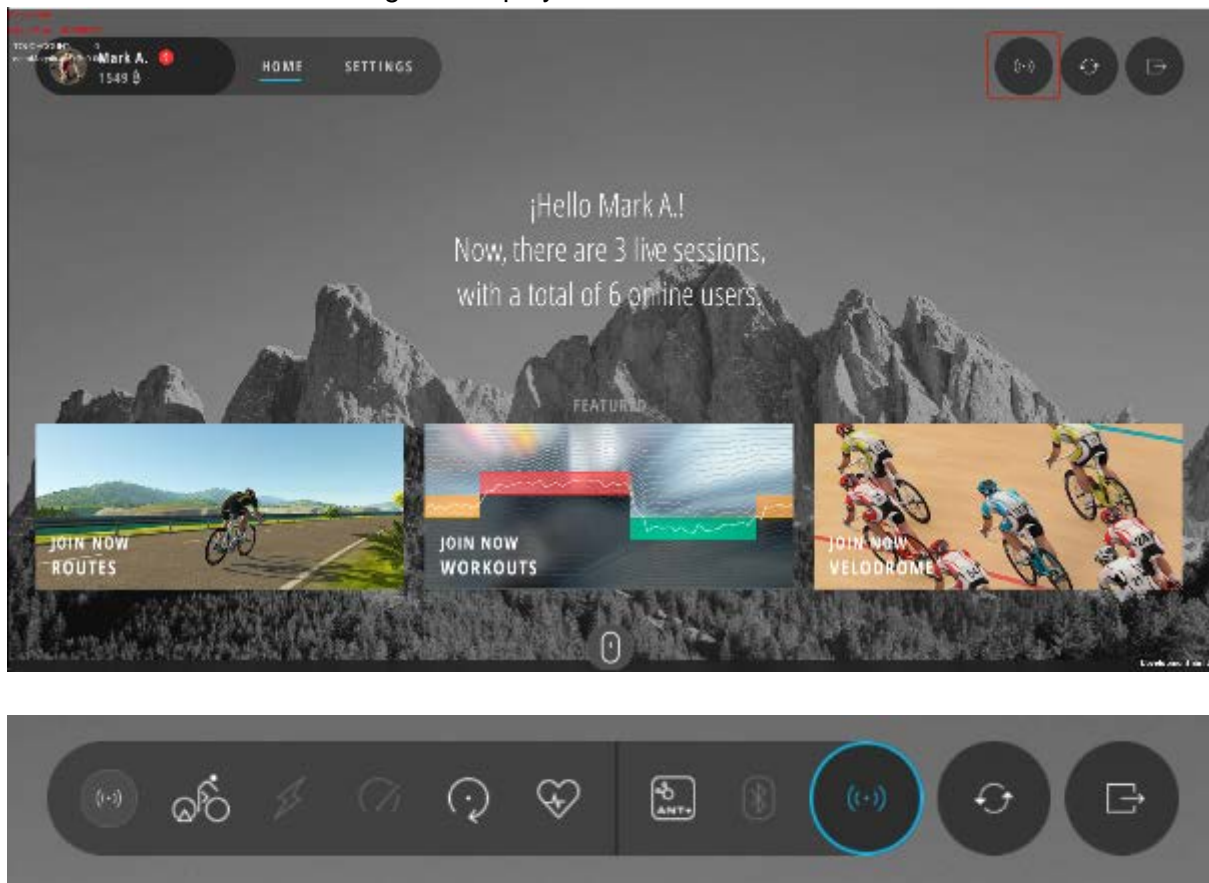 Mark A.
1549
HOME
SETTINGS
¡Hello Mark A.!
Now, there are 3 live sessions,
with a total of 6 online users.
FEATURED
JOIN NOW
ROUTES
JOIN NOW
WORKOUTS
JOIN NOW
VELODROME
ANT+